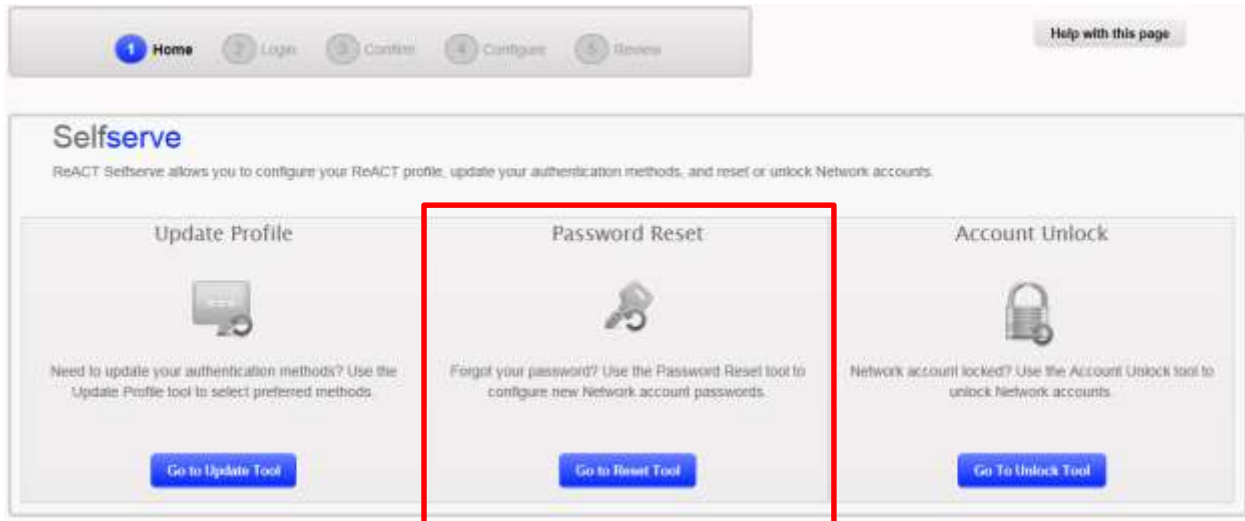 1 Home 2 Login 3 Confirm 4 Configure 5 Review
Help with this page
Selfserve
ReACT Selfserve allows you to configure your ReACT profile, update your authentication methods, and reset or unlock Network accounts.
Update Profile
Need to update your authentication methods? Use the
Update Profile tool to select preferred methods.
Go to Update Tool
Password Reset
Forgot your password? Use the Password Reset tool to
configure new Network account passwords.
Go to Reset Tool
Account Unlock
Network account locked? Use the Account Unlock tool to
unlock Network accounts.
Go To Unlock Tool